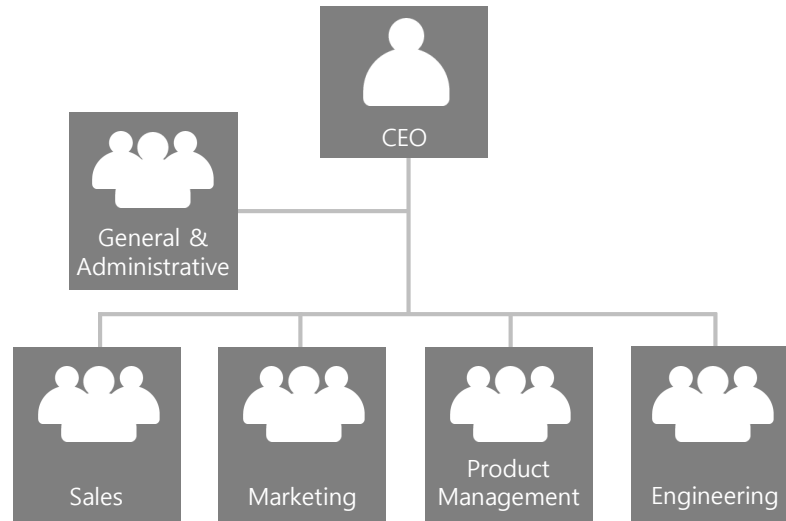 CEO
General &
Administrative
Sales
Marketing
Product
Management
Engineering